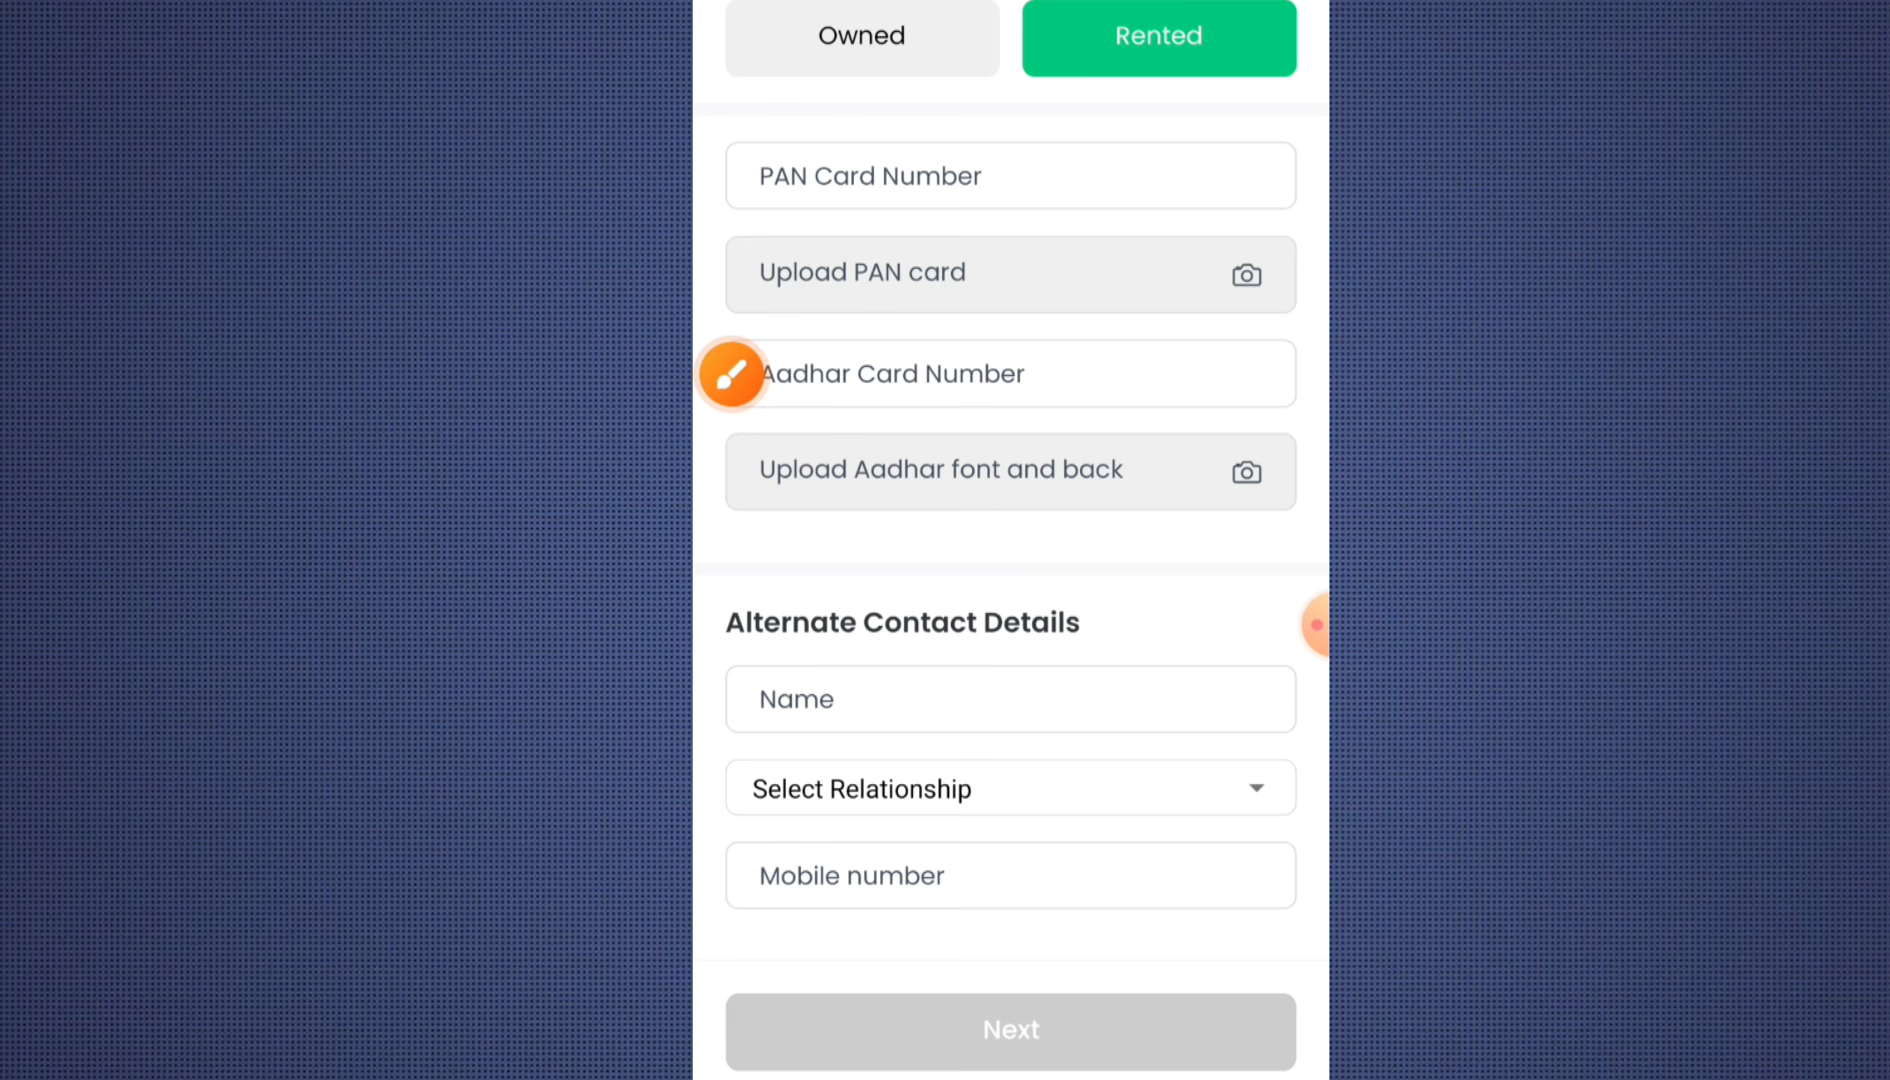 Owned
Rented
PAN Card Number
Upload PAN card
Aadhar Card Number
Upload Aadhar font and back
Alternate Contact Details
Name
Select Relationship
Mobile number
Next